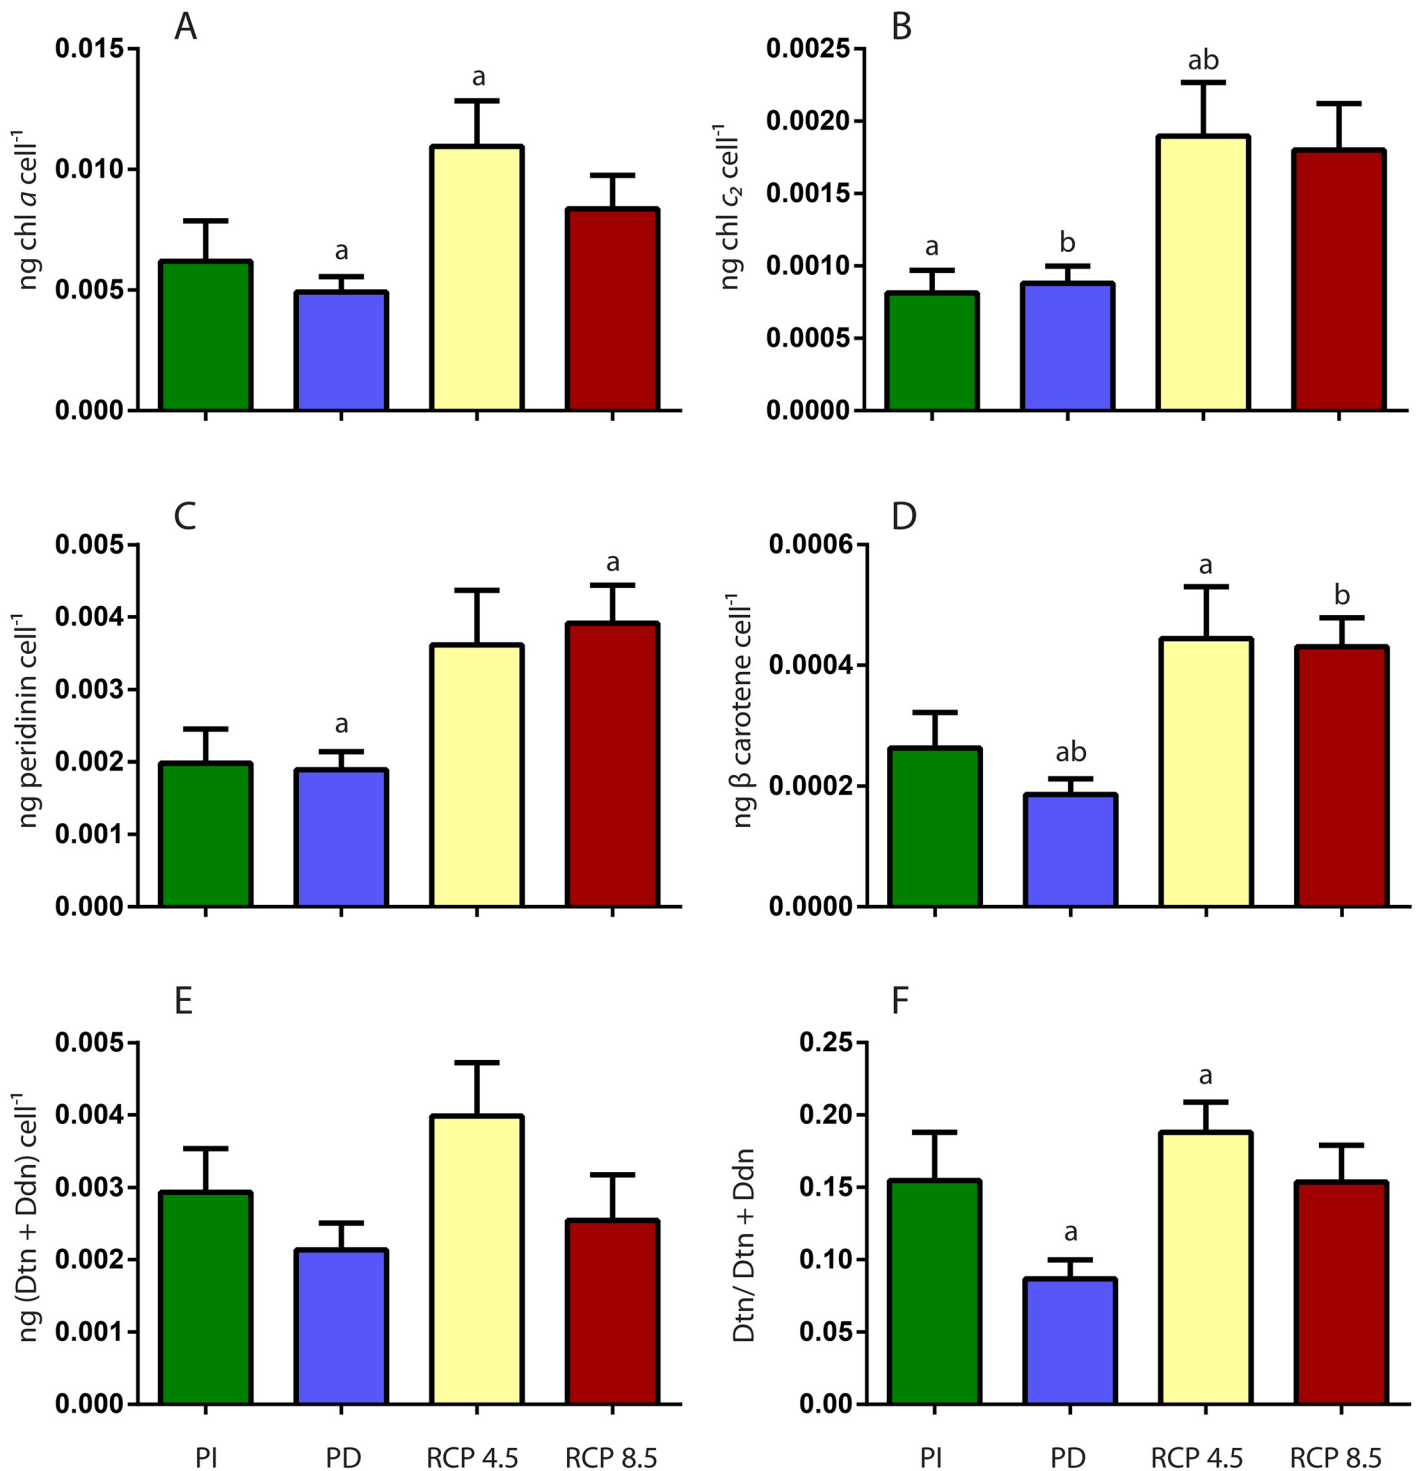 A
ng chl a cell⁻¹
0.015
0.010
0.005
0.000
a
a
B
ng chl c₂ cell⁻¹
0.0025
0.0020
0.0015
0.0010
0.0005
0.0000
a
b
ab
C
ng peridinin cell⁻¹
0.005
0.004
0.003
0.002
0.001
0.000
a
a
D
ng β carotene cell⁻¹
0.0006
0.0004
0.0002
0.0000
ab
a
b
E
ng (Dtn + Ddn) cell⁻¹
0.005
0.004
0.003
0.002
0.001
0.000
PI PD RCP 4.5 RCP 8.5
F
Dtn/ Dtn + Ddn
0.25
0.20
0.15
0.10
0.05
0.00
a
a
PI PD RCP 4.5 RCP 8.5